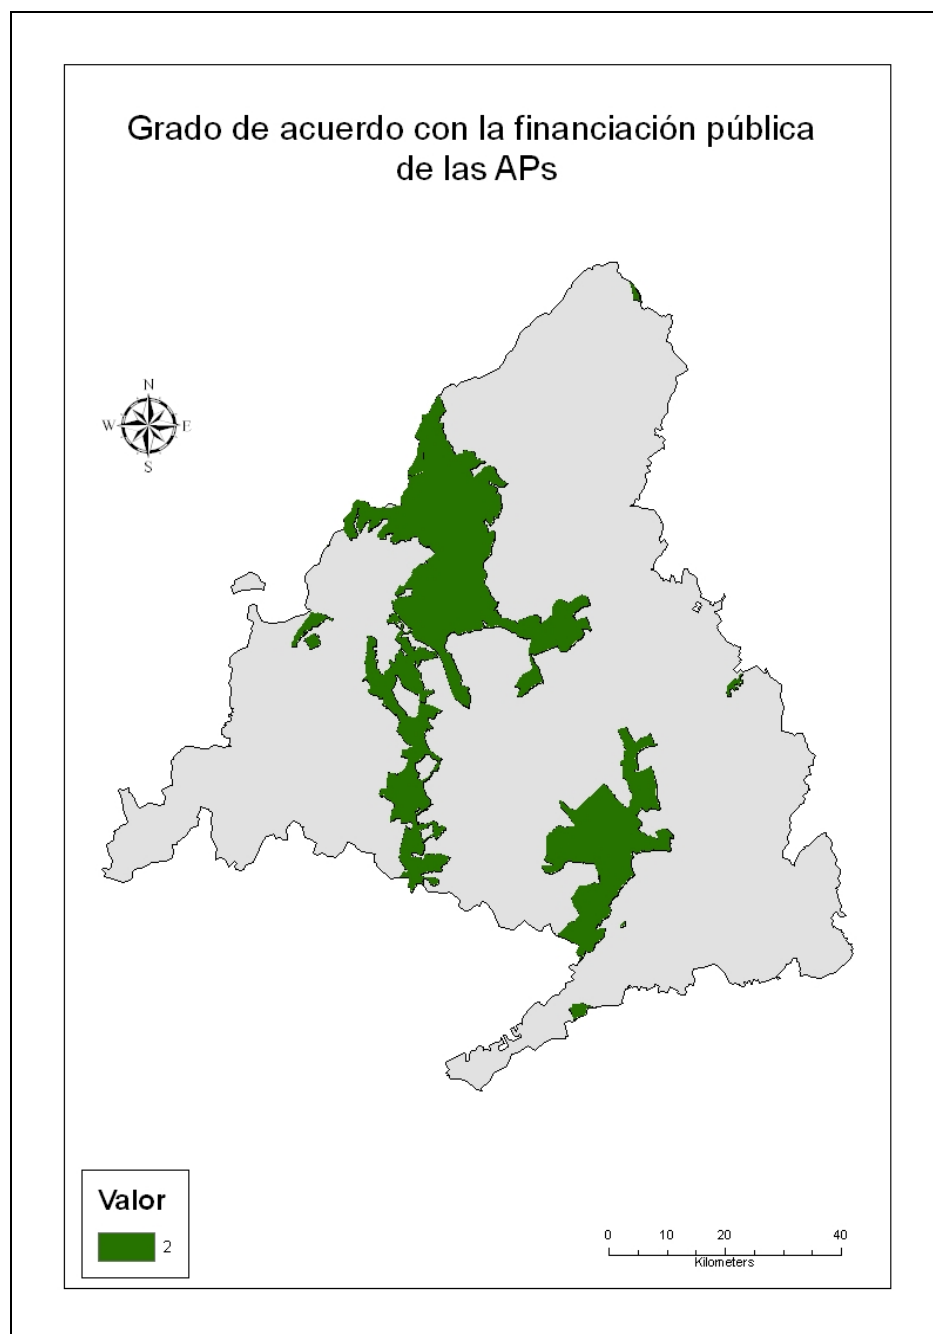 Grado de acuerdo con la financiación pública
de las APs
N
W E
S
Valor
2
0 10 20 40
Kilometers